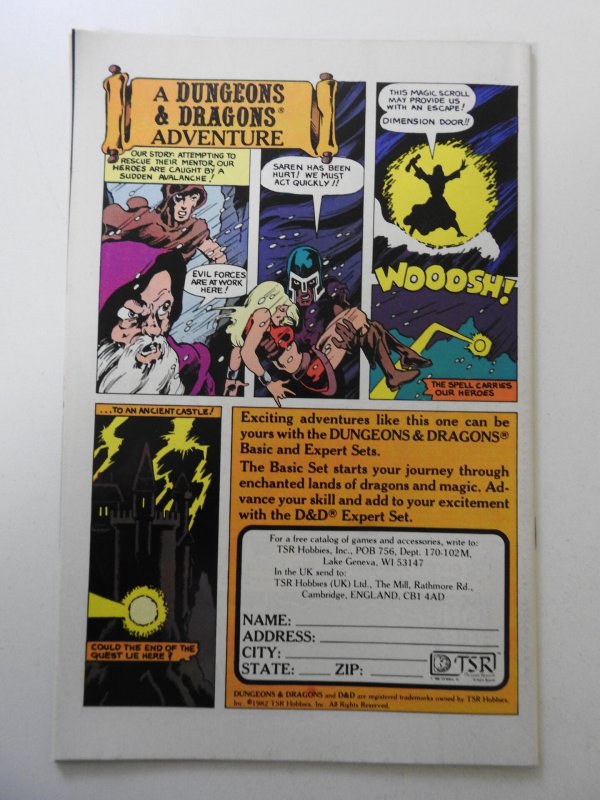 A DUNGEONS
& DRAGONS®
ADVENTURE
OUR STORY: ATTEMPTING TO
RESCUE THEIR MENTOR, OUR
HEROES ARE CAUGHT BY A
SUDDEN AVALANCHE!
EVIL FORCES
ARE AT WORK
HERE!
SAREN HAS BEEN
HURT! WE MUST
ACT QUICKLY!!
THIS MAGIC SCROLL
MAY PROVIDE US
WITH AN ESCAPE!
DIMENSION DOOR!!
WOOOSH!
THE SPELL CARRIES
OUR HEROES
...TO AN ANCIENT CASTLE!
COULD THE END OF THE
QUEST LIE HERE?
Exciting adventures like this one can be
yours with the DUNGEONS & DRAGONS®
Basic and Expert Sets.
The Basic Set starts your journey through
enchanted lands of dragons and magic. Ad-
vance your skill and add to your excitement
with the D&D® Expert Set.
For a free catalog of games and accessories, write to:
TSR Hobbies, Inc., POB 756, Dept. 170-102M,
Lake Geneva, WI 53147
In the UK send to:
TSR Hobbies (UK) Ltd., The Mill, Rathmore Rd.,
Cambridge, ENGLAND, CB1 4AD
NAME:
ADDRESS:
CITY:
STATE: ZIP:
TSR
DUNGEONS & DRAGONS and D&D are registered trademarks owned by TSR Hobbies,
Inc. ©1982 TSR Hobbies, Inc. All Rights Reserved.